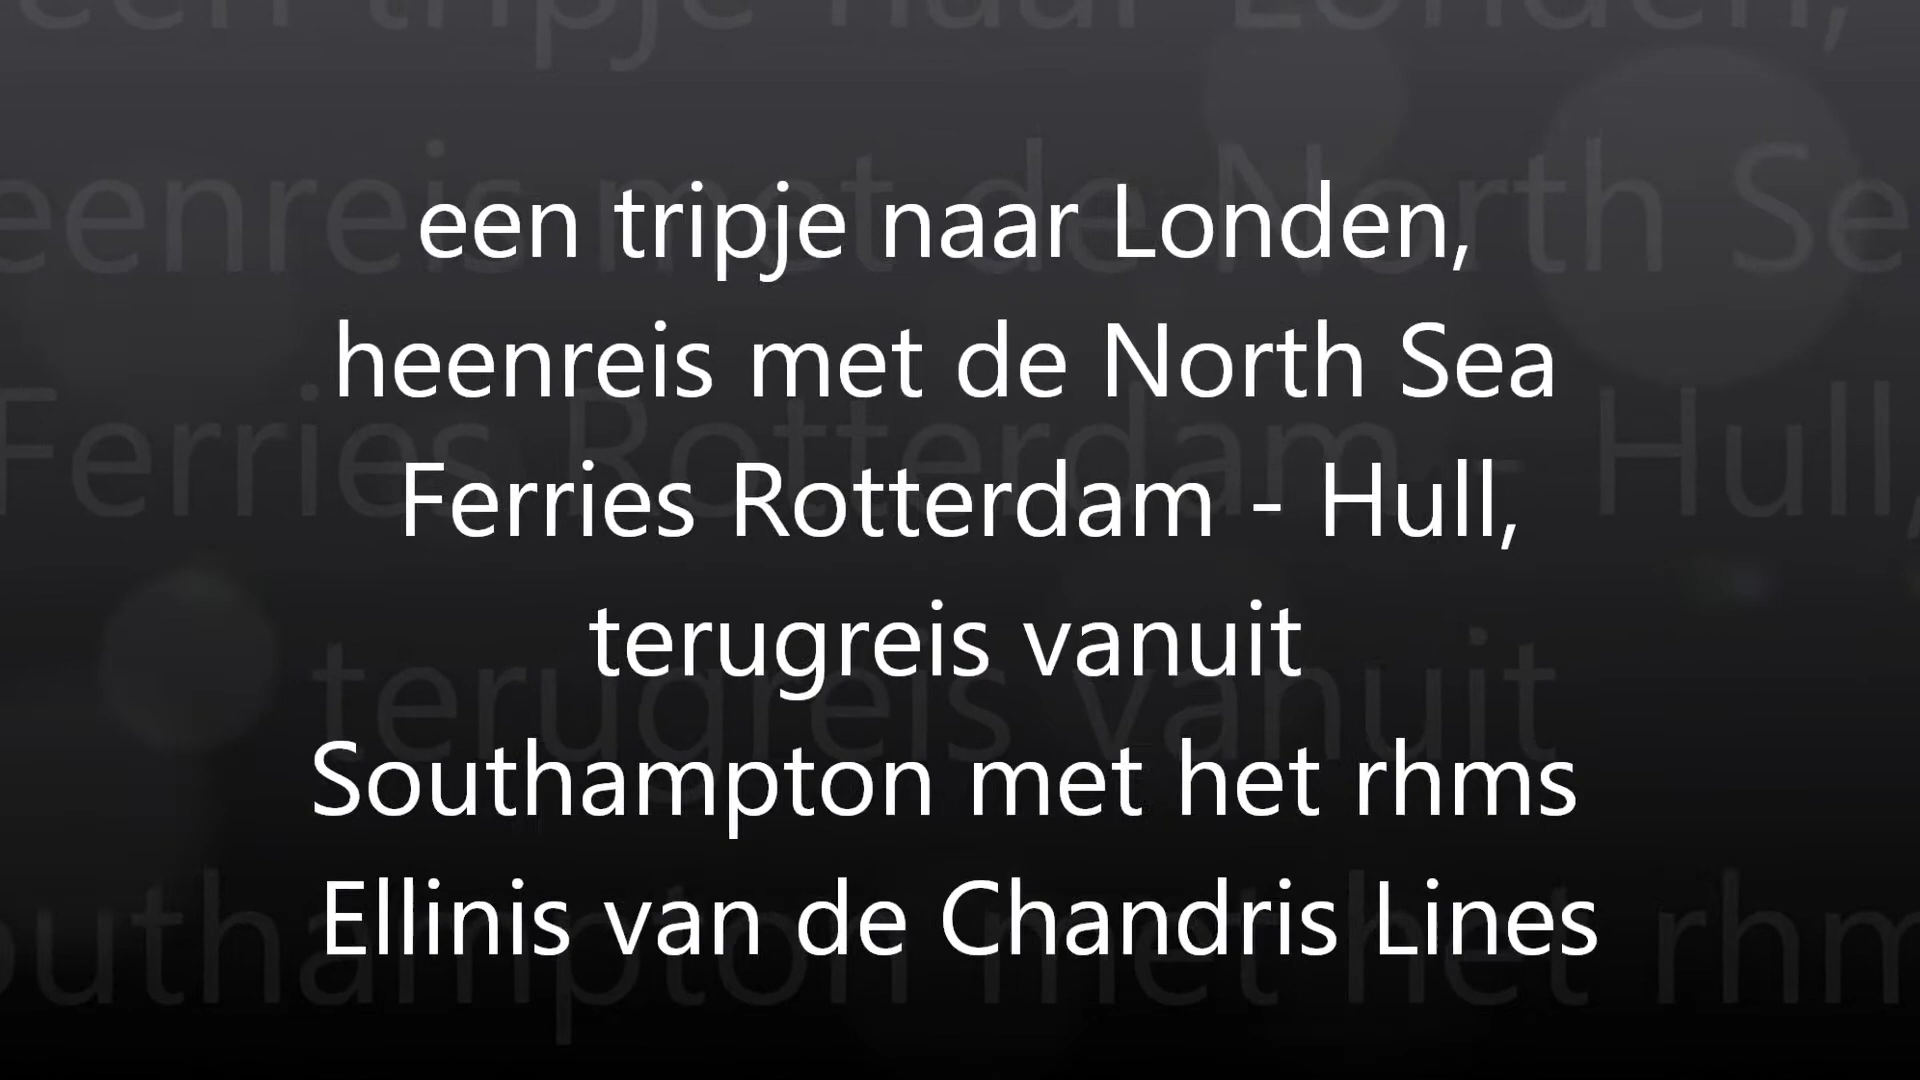 een tripje naar Londen,
heenreis met de North Sea
Ferries Rotterdam - Hull,
terugreis vanuit
Southampton met het rhms
Ellinis van de Chandris Lines